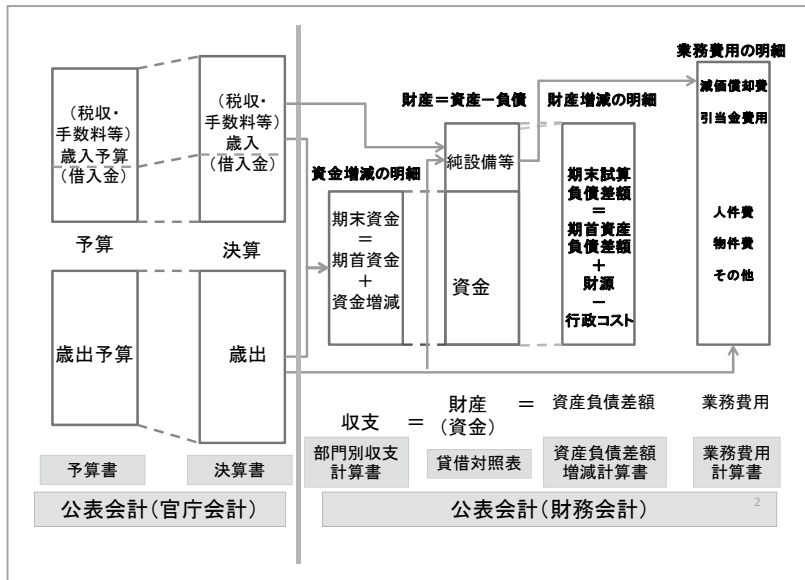 (税収・
手数料等)
歳入予算
(借入金)
予算
歳出予算
予算書
(税収・
手数料等)
歳入
(借入金)
決算
歳出
決算書
公表会計(官庁会計)
資金増減の明細
期末資金
=
期首資金
+
資金増減
財産=資産-負債
純設備等
資金
財産増減の明細
期末試算
負債差額
=
期首資産
負債差額
+
財源
-
行政コスト
業務費用の明細
減価償却費
引当金費用
人件費
物件費
その他
収支 = 財産 = 資産負債差額 業務費用
(資金)
部門別収支
計算書
貸借対照表
資産負債差額
増減計算書
業務費用
計算書
公表会計(財務会計)
2